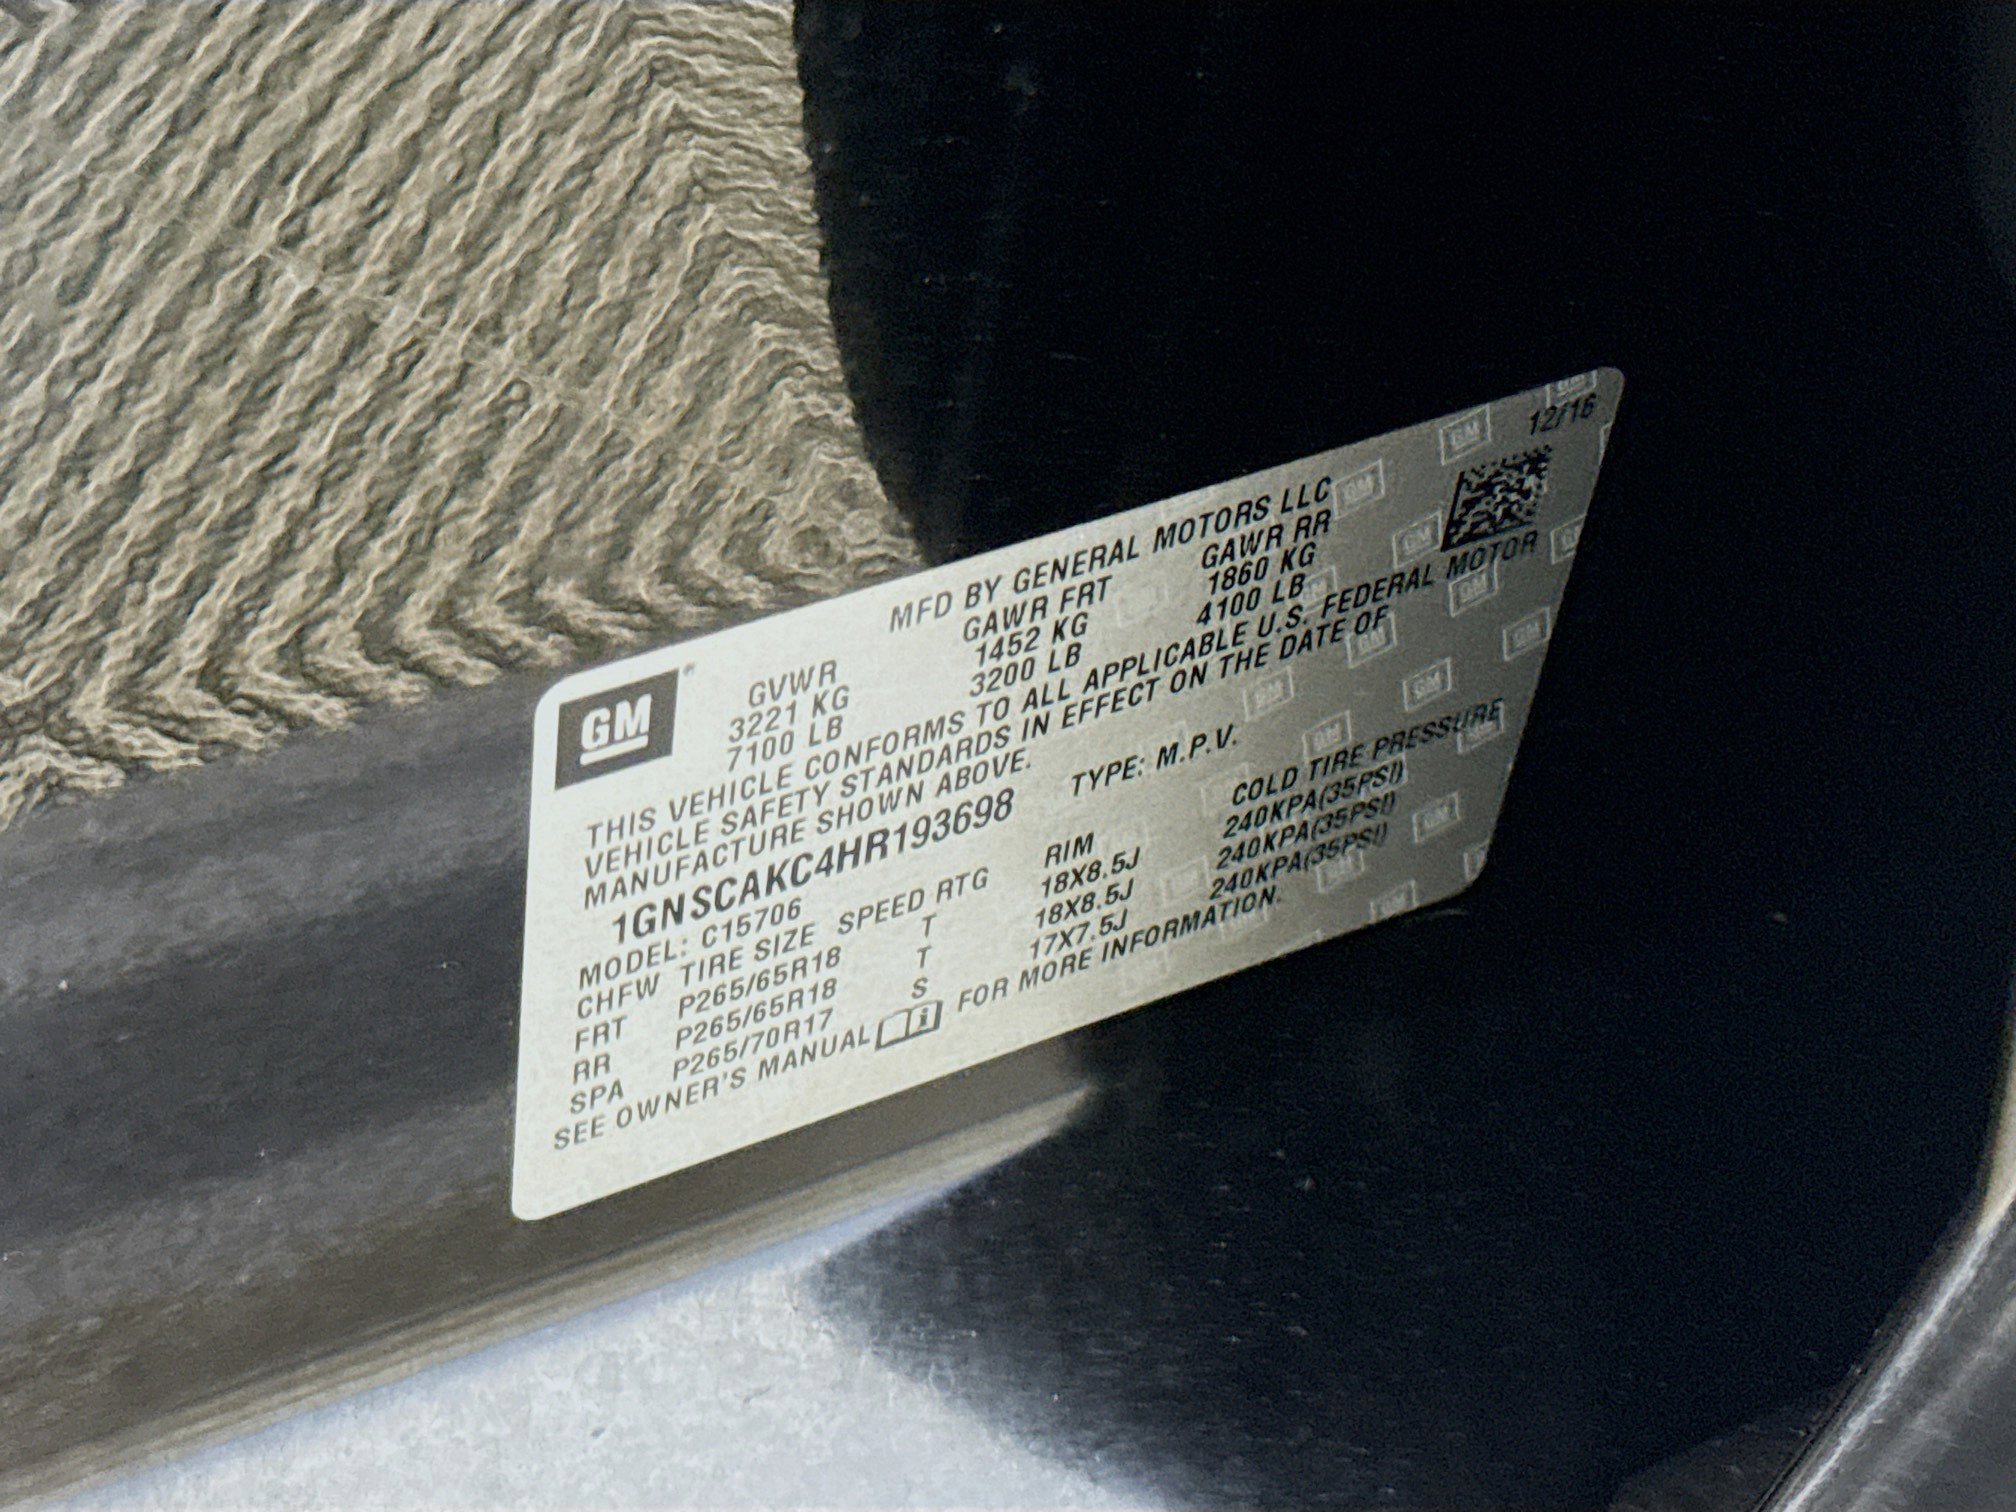 12/16
MFD BY GENERAL MOTORS LLC
GM
GVWR GAWR FRT GAWR RR
3221 KG 1452 KG 1860 KG
7100 LB 3200 LB 4100 LB
THIS VEHICLE CONFORMS TO ALL APPLICABLE U.S. FEDERAL MOTOR
VEHICLE SAFETY STANDARDS IN EFFECT ON THE DATE OF
MANUFACTURE SHOWN ABOVE.
1GNSCAKC4HR193698 TYPE: M.P.V.
MODEL: C15706
CHFW TIRE SIZE SPEED RTG RIM COLD TIRE PRESSURE
FRT P265/65R18 T 18X8.5J 240KPA(35PSI)
RR P265/65R18 T 18X8.5J 240KPA(35PSI)
SPA P265/70R17 S 17X7.5J 240KPA(35PSI)
SEE OWNER'S MANUAL FOR MORE INFORMATION.